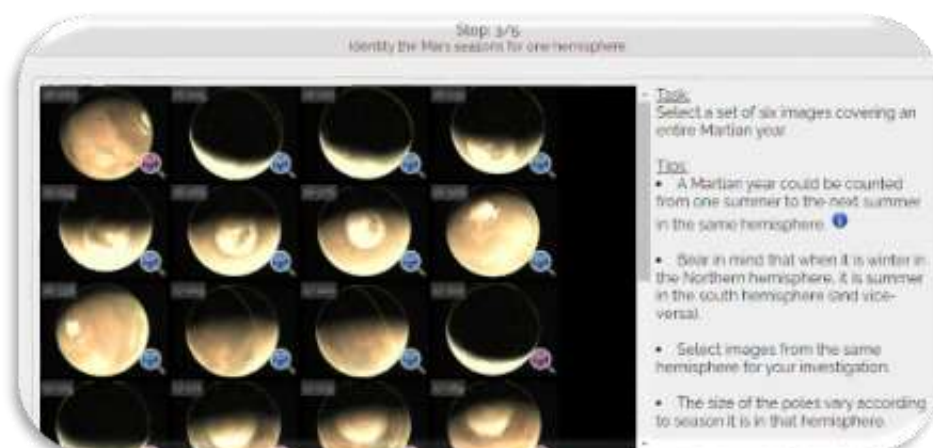 Step: 3/5
Identify the Mars seasons for one hemisphere
Task:
Select a set of six images covering an
entire Martian year
Tips:
• A Martian year could be counted
from one summer to the next summer
in the same hemisphere.
• Bear in mind that when it is winter in
the Northern hemisphere, it is summer
in the south hemisphere (and vice-
versa).
• Select images from the same
hemisphere for your investigation.
• The size of the poles vary according
to season it is in that hemisphere.